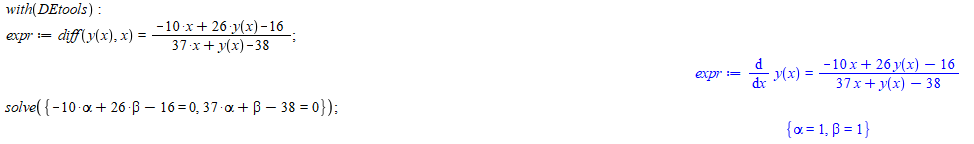 with(DEtools) :
expr := diff(y(x), x) = (-10·x + 26·y(x) - 16)/(37·x + y(x) - 38);
expr := d/dx y(x) = (-10 x + 26 y(x) - 16)/(37 x + y(x) - 38)
solve({-10·α + 26·β - 16 = 0, 37·α + β - 38 = 0});
{α = 1, β = 1}